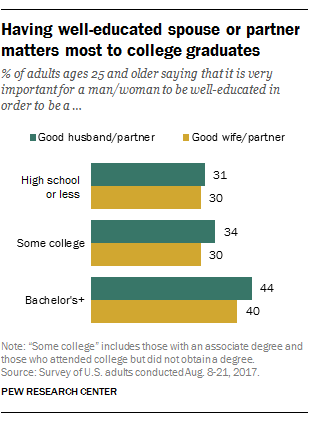 Having well-educated spouse or partner
matters most to college graduates
% of adults ages 25 and older saying that it is very
important for a man/woman to be well-educated in
order to be a ...
Good husband/partner Good wife/partner
High school
or less
31
30
Some college
34
30
Bachelor's+
44
40
Note: “Some college” includes those with an associate degree and
those who attended college but did not obtain a degree.
Source: Survey of U.S. adults conducted Aug. 8-21, 2017.
PEW RESEARCH CENTER